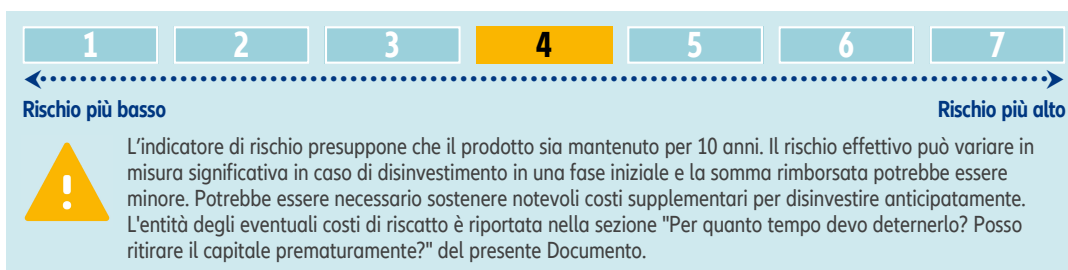 1 2 3 4 5 6 7
Rischio più basso Rischio più alto
L'indicatore di rischio presuppone che il prodotto sia mantenuto per 10 anni. Il rischio effettivo può variare in
misura significativa in caso di disinvestimento in una fase iniziale e la somma rimborsata potrebbe essere
minore. Potrebbe essere necessario sostenere notevoli costi supplementari per disinvestire anticipatamente.
L'entità degli eventuali costi di riscatto è riportata nella sezione "Per quanto tempo devo deternerlo? Posso
ritirare il capitale prematuramente?" del presente Documento.